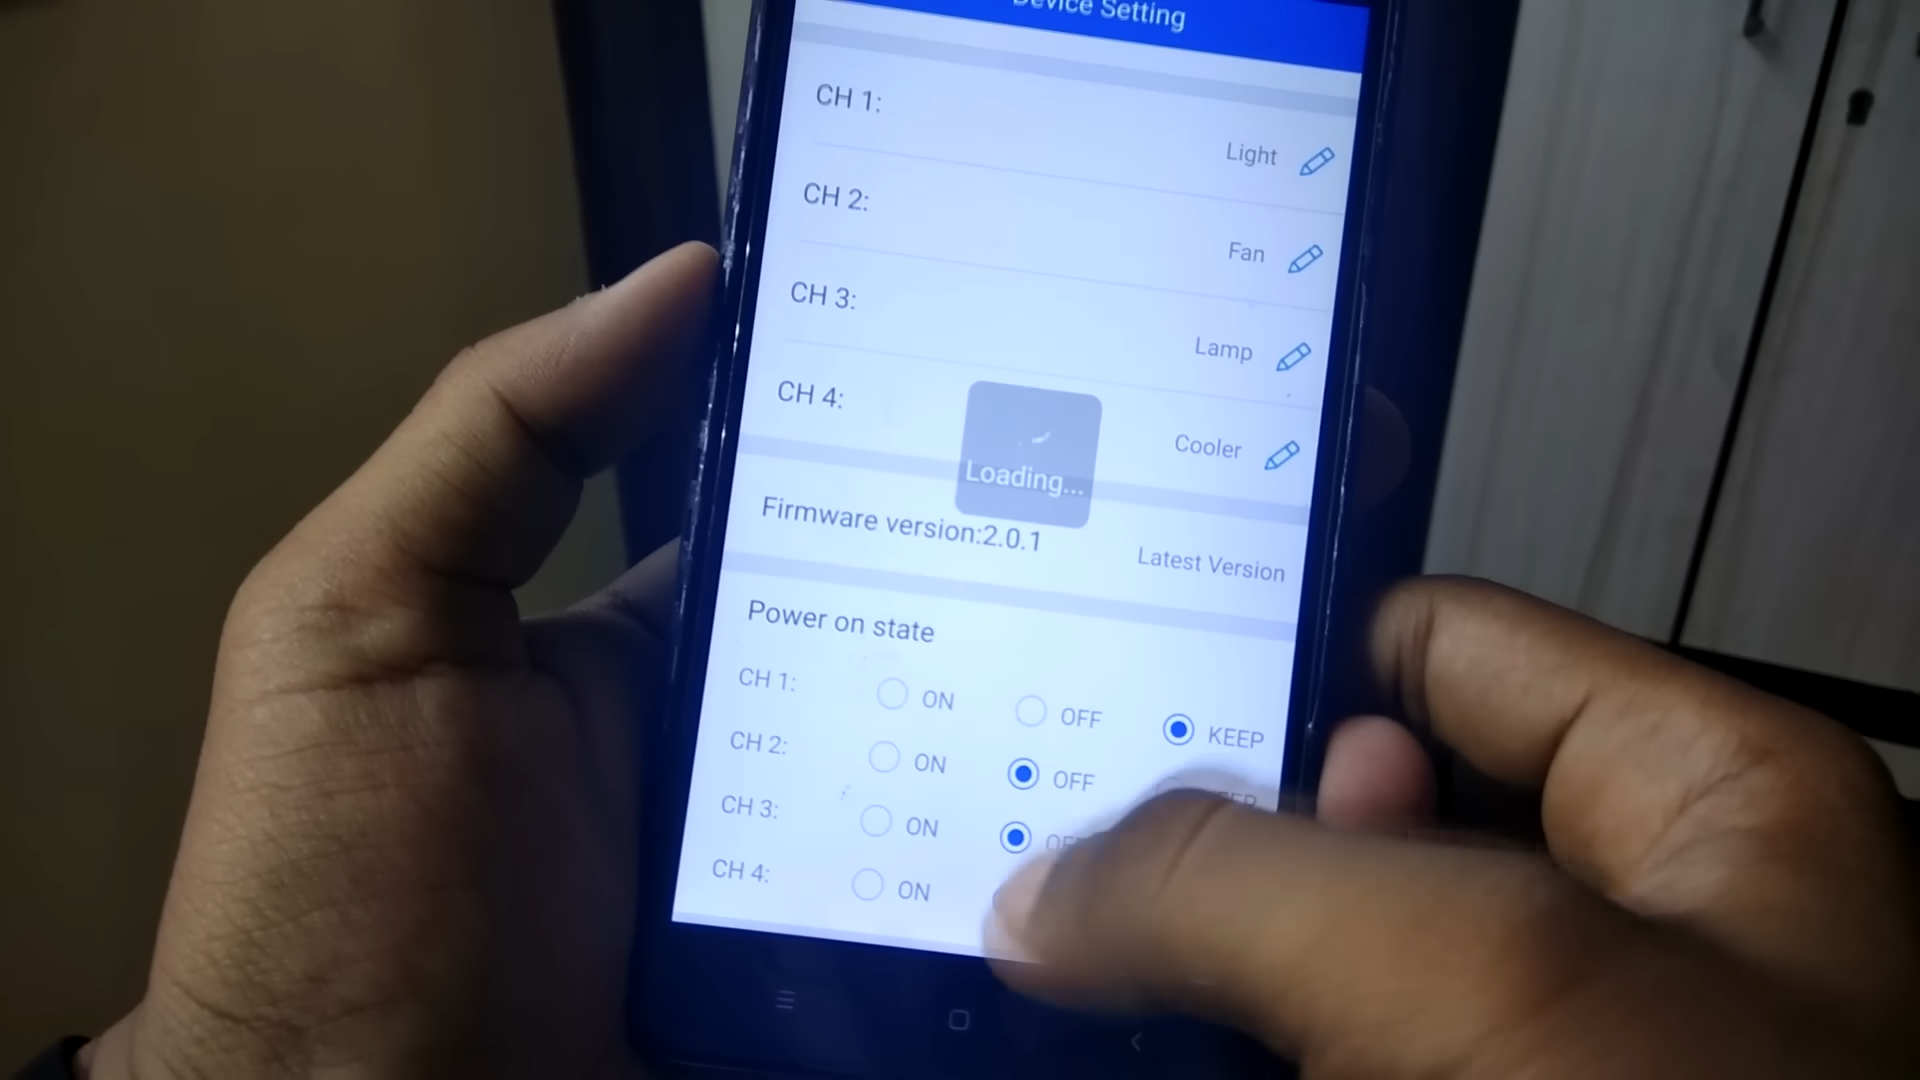 Device Setting
CH 1:
Light
CH 2:
Fan
CH 3:
Lamp
CH 4:
Cooler
Loading...
Firmware version:2.0.1
Latest Version
Power on state
CH 1: ON OFF KEEP
CH 2: ON OFF
CH 3: ON
CH 4: ON